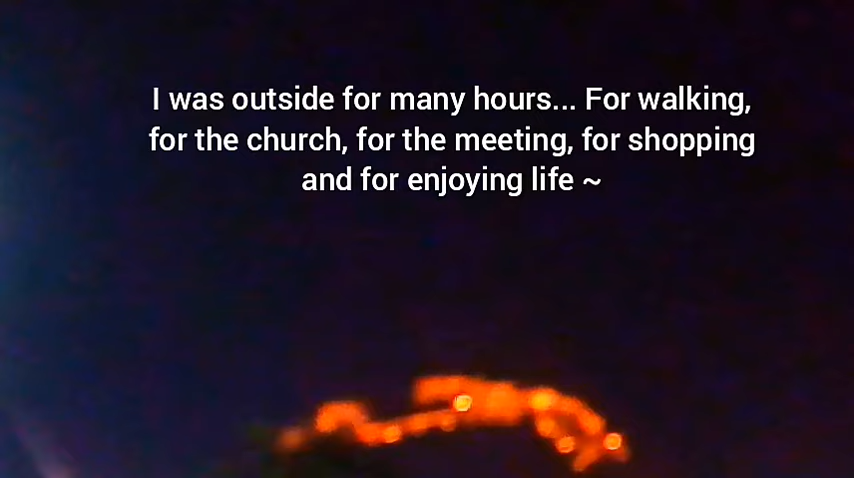 I was outside for many hours... For walking,
for the church, for the meeting, for shopping
and for enjoying life ~